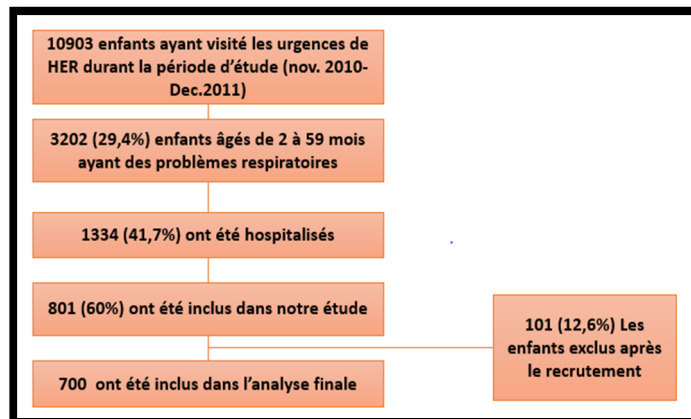 10903 enfants ayant visité les urgences de
HER durant la période d'étude (nov. 2010-
Dec.2011)
3202 (29,4%) enfants âgés de 2 à 59 mois
ayant des problèmes respiratoires
1334 (41,7%) ont été hospitalisés
801 (60%) ont été inclus dans notre étude
101 (12,6%) Les
enfants exclus après
le recrutement
700 ont été inclus dans l'analyse finale